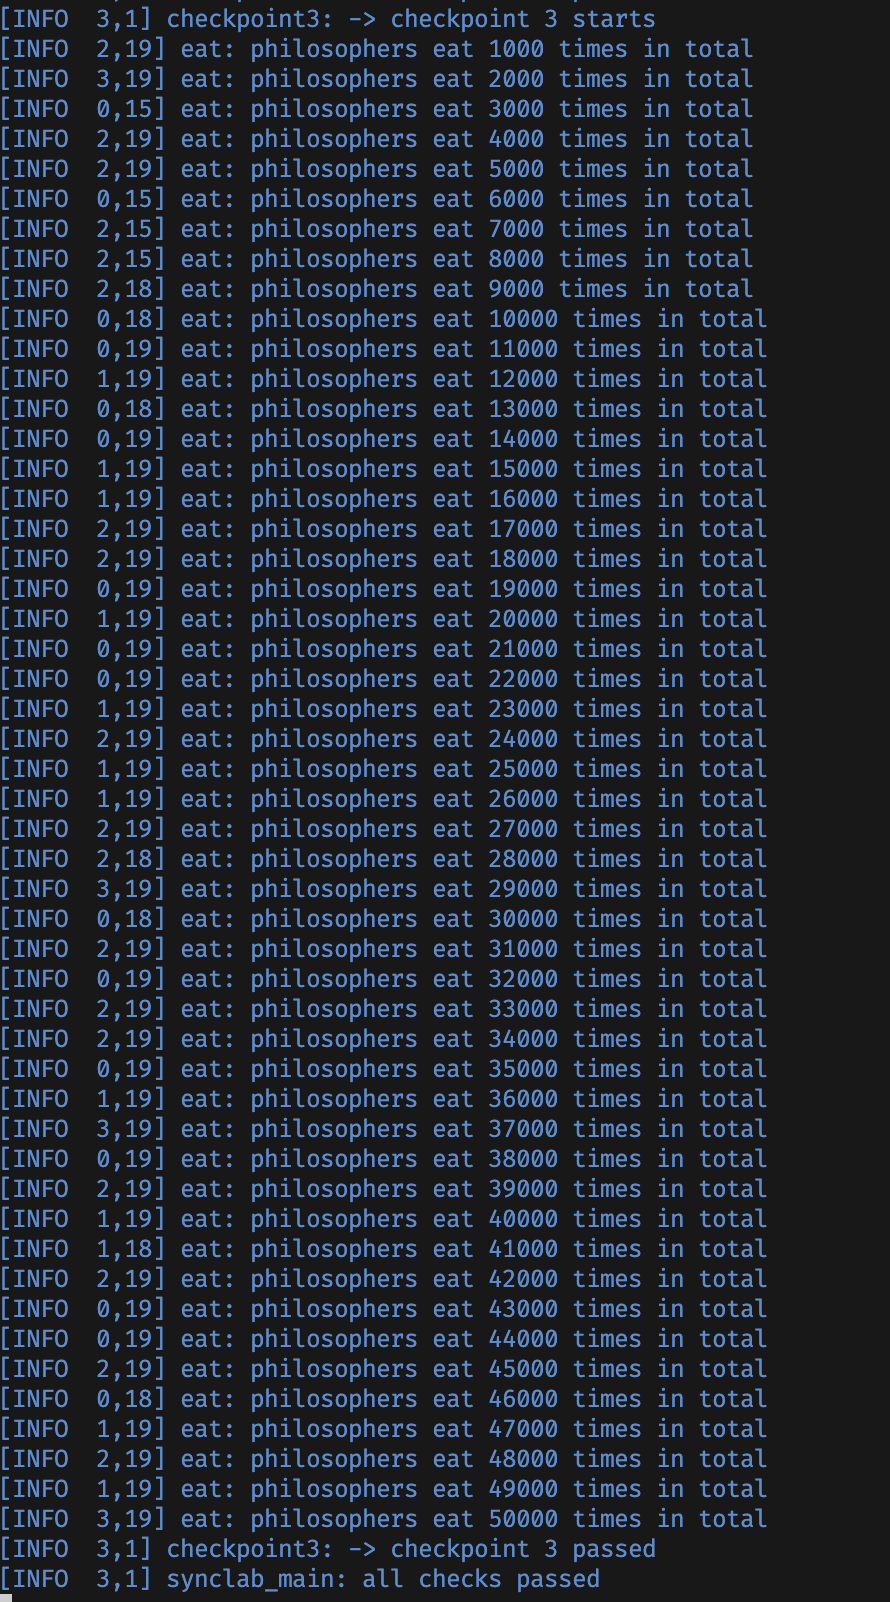 [INFO  3,1] checkpoint3: -> checkpoint 3 starts
[INFO  2,19] eat: philosophers eat 1000 times in total
[INFO  3,19] eat: philosophers eat 2000 times in total
[INFO  0,15] eat: philosophers eat 3000 times in total
[INFO  2,19] eat: philosophers eat 4000 times in total
[INFO  2,19] eat: philosophers eat 5000 times in total
[INFO  0,15] eat: philosophers eat 6000 times in total
[INFO  2,15] eat: philosophers eat 7000 times in total
[INFO  2,15] eat: philosophers eat 8000 times in total
[INFO  2,18] eat: philosophers eat 9000 times in total
[INFO  0,18] eat: philosophers eat 10000 times in total
[INFO  0,19] eat: philosophers eat 11000 times in total
[INFO  1,19] eat: philosophers eat 12000 times in total
[INFO  0,18] eat: philosophers eat 13000 times in total
[INFO  0,19] eat: philosophers eat 14000 times in total
[INFO  1,19] eat: philosophers eat 15000 times in total
[INFO  1,19] eat: philosophers eat 16000 times in total
[INFO  2,19] eat: philosophers eat 17000 times in total
[INFO  2,19] eat: philosophers eat 18000 times in total
[INFO  0,19] eat: philosophers eat 19000 times in total
[INFO  1,19] eat: philosophers eat 20000 times in total
[INFO  0,19] eat: philosophers eat 21000 times in total
[INFO  0,19] eat: philosophers eat 22000 times in total
[INFO  1,19] eat: philosophers eat 23000 times in total
[INFO  2,19] eat: philosophers eat 24000 times in total
[INFO  1,19] eat: philosophers eat 25000 times in total
[INFO  1,19] eat: philosophers eat 26000 times in total
[INFO  2,19] eat: philosophers eat 27000 times in total
[INFO  2,18] eat: philosophers eat 28000 times in total
[INFO  3,19] eat: philosophers eat 29000 times in total
[INFO  0,18] eat: philosophers eat 30000 times in total
[INFO  2,19] eat: philosophers eat 31000 times in total
[INFO  0,19] eat: philosophers eat 32000 times in total
[INFO  2,19] eat: philosophers eat 33000 times in total
[INFO  2,19] eat: philosophers eat 34000 times in total
[INFO  0,19] eat: philosophers eat 35000 times in total
[INFO  1,19] eat: philosophers eat 36000 times in total
[INFO  3,19] eat: philosophers eat 37000 times in total
[INFO  0,19] eat: philosophers eat 38000 times in total
[INFO  2,19] eat: philosophers eat 39000 times in total
[INFO  1,19] eat: philosophers eat 40000 times in total
[INFO  1,18] eat: philosophers eat 41000 times in total
[INFO  2,19] eat: philosophers eat 42000 times in total
[INFO  0,19] eat: philosophers eat 43000 times in total
[INFO  0,19] eat: philosophers eat 44000 times in total
[INFO  2,19] eat: philosophers eat 45000 times in total
[INFO  0,18] eat: philosophers eat 46000 times in total
[INFO  1,19] eat: philosophers eat 47000 times in total
[INFO  2,19] eat: philosophers eat 48000 times in total
[INFO  1,19] eat: philosophers eat 49000 times in total
[INFO  3,19] eat: philosophers eat 50000 times in total
[INFO  3,1] checkpoint3: -> checkpoint 3 passed
[INFO  3,1] synclab_main: all checks passed